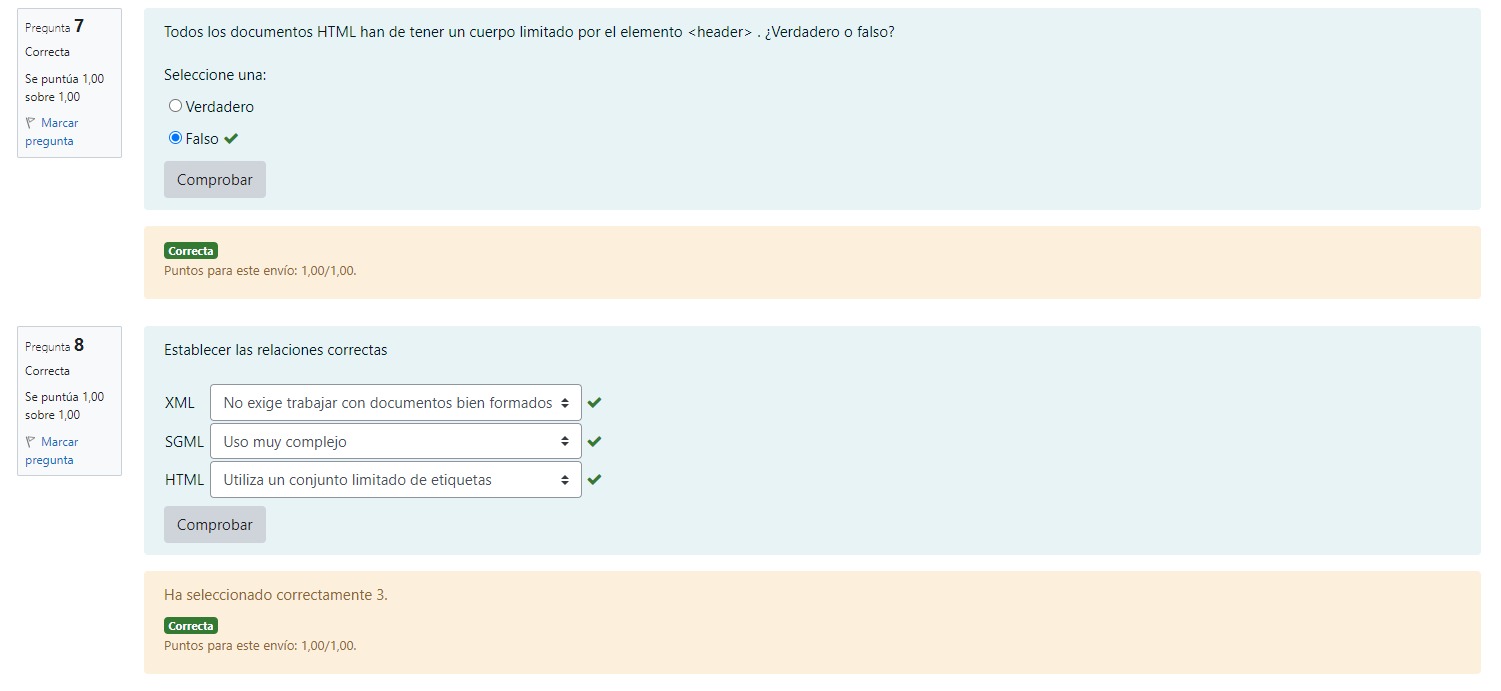 Pregunta 7
Correcta
Se puntúa 1,00
sobre 1,00
Marcar
pregunta
Todos los documentos HTML han de tener un cuerpo limitado por el elemento <header> . ¿Verdadero o falso?
Seleccione una:
Verdadero
Falso
Comprobar
Correcta
Puntos para este envío: 1,00/1,00.
Pregunta 8
Correcta
Se puntúa 1,00
sobre 1,00
Marcar
pregunta
Establecer las relaciones correctas
XML No exige trabajar con documentos bien formados
SGML Uso muy complejo
HTML Utiliza un conjunto limitado de etiquetas
Comprobar
Ha seleccionado correctamente 3.
Correcta
Puntos para este envío: 1,00/1,00.